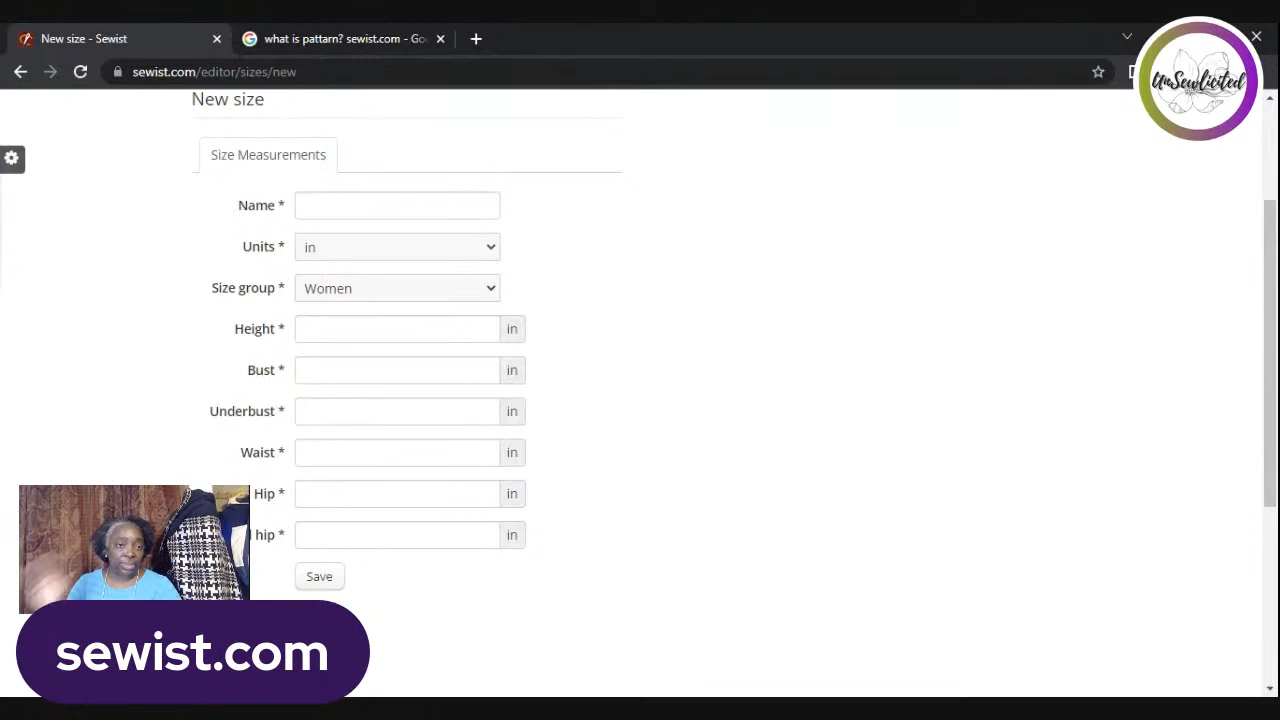 New size - Sewist
what is pattarn? sewist.com - Go
sewist.com/editor/sizes/new
UnSewlicited
New size
Size Measurements
Name *
Units * in
Size group * Women
Height * in
Bust * in
Underbust * in
Waist * in
Hip * in
hip * in
Save
sewist.com